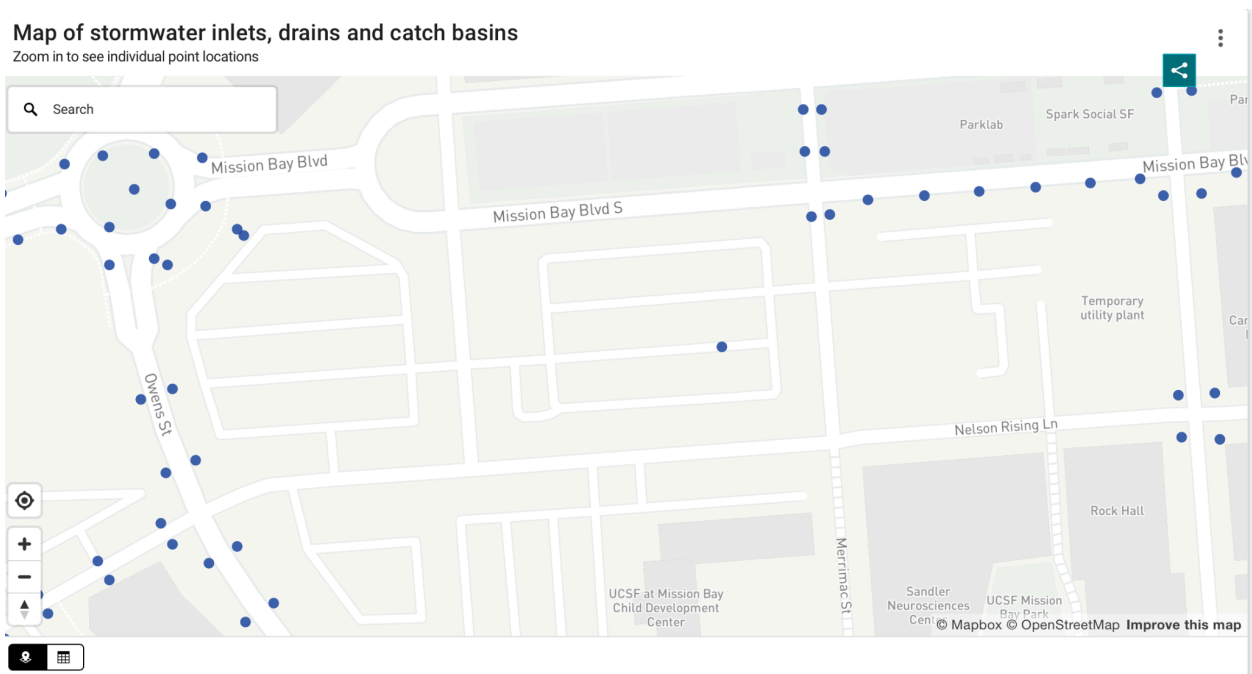 Map of stormwater inlets, drains and catch basins
Zoom in to see individual point locations
Search
Parklab
Spark Social SF
Mission Bay Blvd
Mission Bay
Mission Bay Blvd S
Temporary
utility plant
Owens St
Nelson Rising Ln
Rock Hall
Merrimac St
UCSF at Mission Bay
Child Development
Center
Sandler
Neurosciences
UCSF Mission
Bay Park
© Mapbox © OpenStreetMap Improve this map